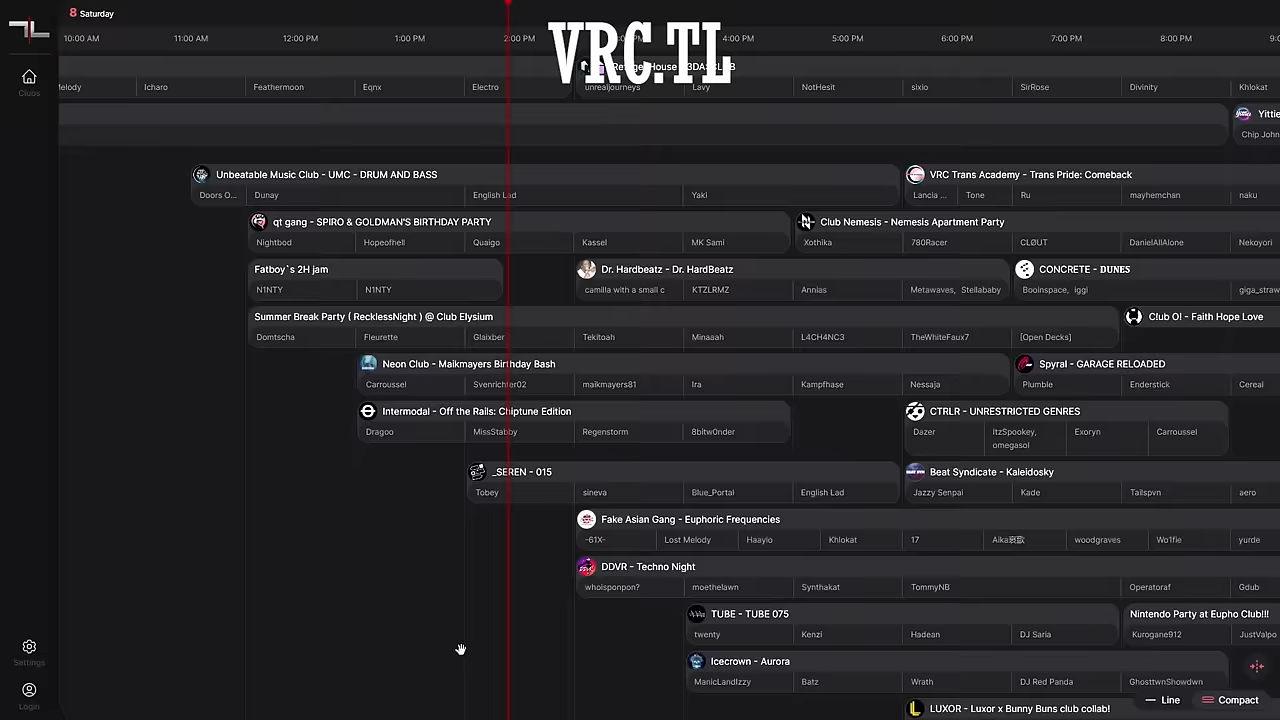 8 Saturday
VRC.TL
10:00 AM 11:00 AM 12:00 PM 1:00 PM 2:00 PM 4:00 PM 5:00 PM 6:00 PM 7:00 PM 8:00 PM
Icharo Feathermoon Eqnx Electro unrealjourneys Lavy NotHesit sixio SirRose Divinity Khlokat
Clubs
Yittie
Chip John
Unbeatable Music Club - UMC - DRUM AND BASS VRC Trans Academy - Trans Pride: Comeback
Doors O... Dunay English Lad Yaki Lancia ... Tone Ru mayhemchan naku
qt gang - SPIRO & GOLDMAN'S BIRTHDAY PARTY Club Nemesis - Nemesis Apartment Party
Nightbod Hopeofhell Quaigo Kassel MK Sami Xothika 780Racer CLØUT DanielAllAlone Nekoyori
Fatboy`s 2H jam Dr. Hardbeatz - Dr. HardBeatz CONCRETE - DUNES
N1NTY N1NTY camilla with a small c KTZLRMZ Annias Metawaves, Stellababy Booinspace, iggi giga_straw
Summer Break Party ( RecklessNight ) @ Club Elysium Club O! - Faith Hope Love
Domtscha Fleurette Glaixber Tekitoah Minaaah L4CH4NC3 TheWhiteFaux7 [Open Decks]
Neon Club - Maikmayers Birthday Bash Spyral - GARAGE RELOADED
Carroussel Svenrichter02 maikmayers81 Ira Kampfhase Nessaja Plumble Enderstick Cereal
Intermodal - Off the Rails: Chiptune Edition CTRLR - UNRESTRICTED GENRES
Dragoo MissStabby Regenstorm 8bitw0nder Dazer ItzSpookey, omegasol Exoryn Carroussel
_SEREN - 015 Beat Syndicate - Kaleidosky
Tobey sineva Blue_Portal English Lad Jazzy Senpai Kade Tailspvn aero
Fake Asian Gang - Euphoric Frequencies
-61X- Lost Melody Haaylo Khlokat 17 woodgraves Wo1fie yurde
DDVR - Techno Night
whoisponpon? moethelawn Synthakat TommyNB Operatoraf Gdub
TUBE - TUBE 075 Nintendo Party at Eupho Club!!!
twenty Kenzi Hadean DJ Saria Kurogane912 JustValpo
Icewcrown - Aurora
ManicLandIzzy Batz Wrath DJ Red Panda GhosttwnShowdwn
Settings
Login
LUXOR - Luxor x Bunny Buns club collab!
Line Compact